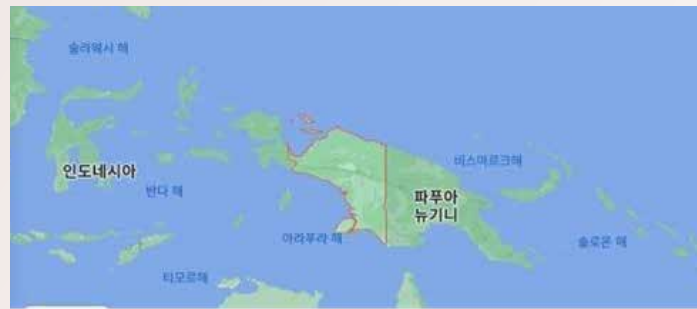 술라웨시 해
비스마르크해
인도네시아
반다 해
파푸아
뉴기니
아라푸라 해
솔로몬 해
티모르해